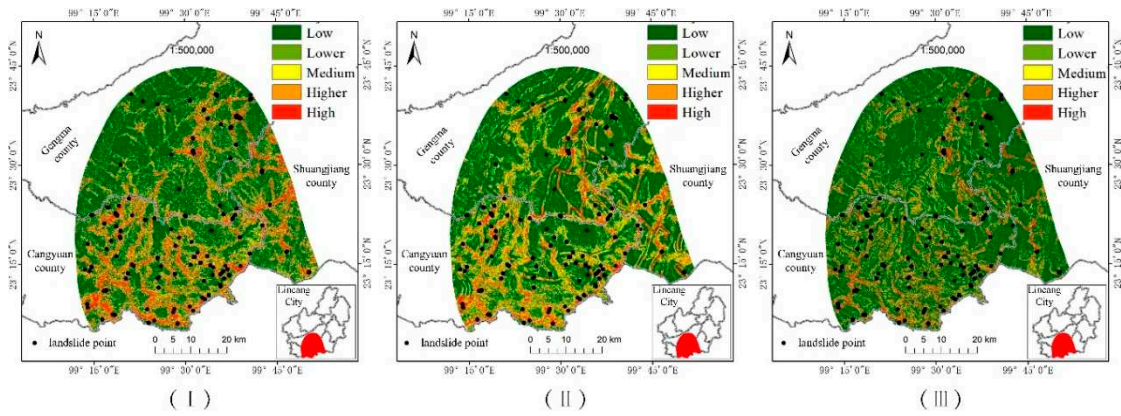 99° 15′0″E 99° 30′0″E 99° 45′0″E
N
1:500,000
Low
Lower
Medium
Higher
High
23° 45′0″N
23° 30′0″N
23° 15′0″N
Gengma county
Shuangjiang county
Cangyuan county
Lincang City
landslide point
0 5 10 20 km
99° 15′0″E 99° 30′0″E 99° 45′0″E
( Ⅰ )
99° 15′0″E 99° 30′0″E 99° 45′0″E
N
1:500,000
Low
Lower
Medium
Higher
High
23° 45′0″N
23° 30′0″N
23° 15′0″N
Gengma county
Shuangjiang county
Cangyuan county
Lincang City
landslide point
0 5 10 20 km
99° 15′0″E 99° 30′0″E 99° 45′0″E
( Ⅱ )
99° 15′0″E 99° 30′0″E 99° 45′0″E
N
1:500,000
Low
Lower
Medium
Higher
High
23° 45′0″N
23° 30′0″N
23° 15′0″N
Gengma county
Shuangjiang county
Cangyuan county
Lincang City
landslide point
0 5 10 20 km
99° 15′0″E 99° 30′0″E 99° 45′0″E
( Ⅲ )